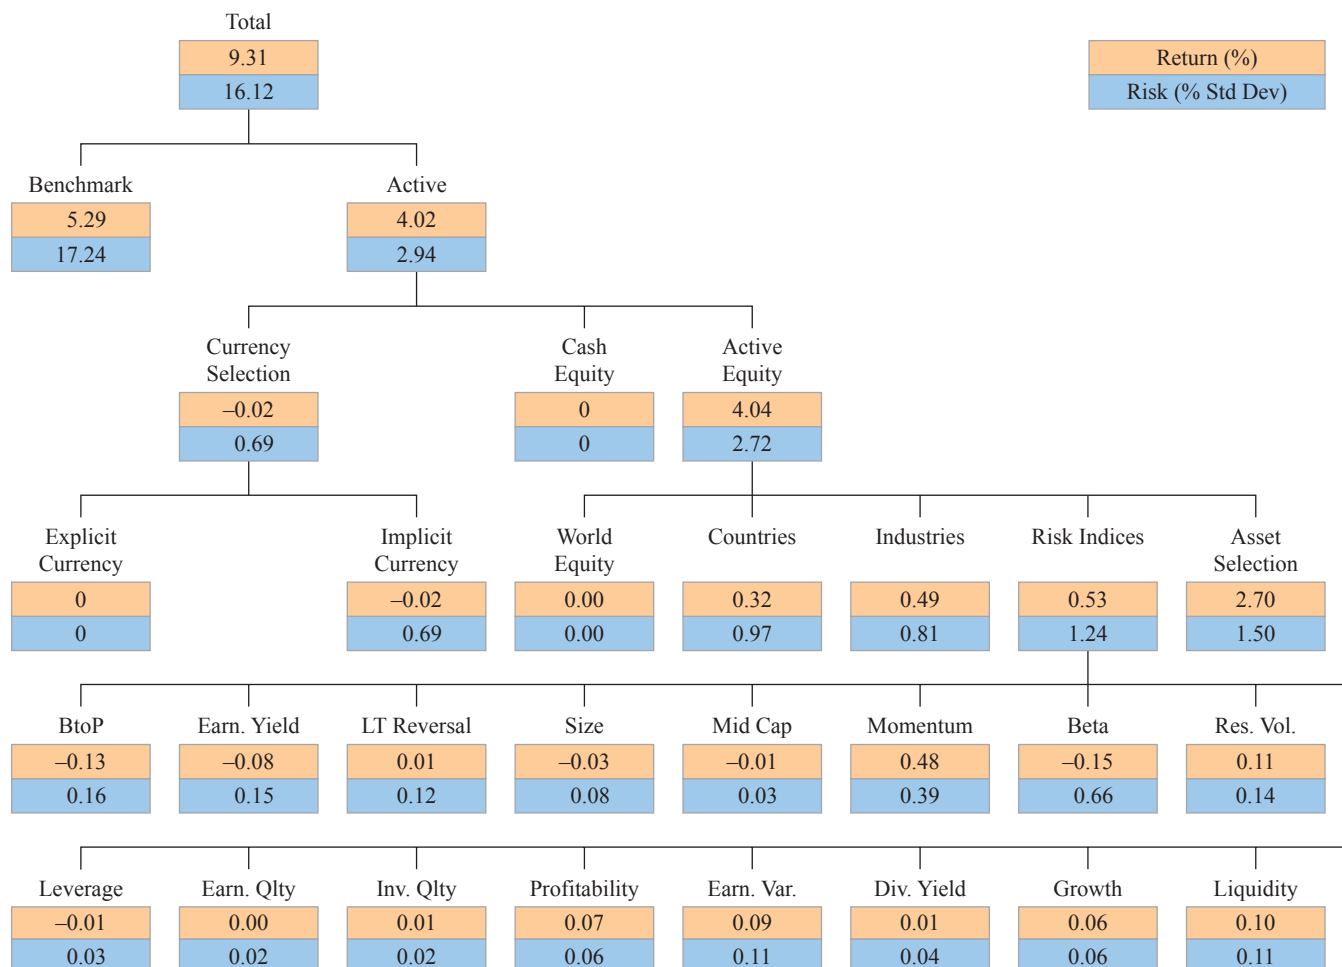 Total
9.31
16.12
Return (%)
Risk (% Std Dev)
Benchmark
5.29
17.24
Active
4.02
2.94
Currency
Selection
–0.02
0.69
Cash
Equity
0
0
Active
Equity
4.04
2.72
Explicit
Currency
0
0
Implicit
Currency
–0.02
0.69
World
Equity
0.00
0.00
Countries
0.32
0.97
Industries
0.49
0.81
Risk Indices
0.53
1.24
Asset
Selection
2.70
1.50
BtoP
–0.13
0.16
Earn. Yield
–0.08
0.15
LT Reversal
0.01
0.12
Size
–0.03
0.08
Mid Cap
–0.01
0.03
Momentum
0.48
0.39
Beta
–0.15
0.66
Res. Vol.
0.11
0.14
Leverage
–0.01
0.03
Earn. Qlty
0.00
0.02
Inv. Qlty
0.01
0.02
Profitability
0.07
0.06
Earn. Var.
0.09
0.11
Div. Yield
0.01
0.04
Growth
0.06
0.06
Liquidity
0.10
0.11